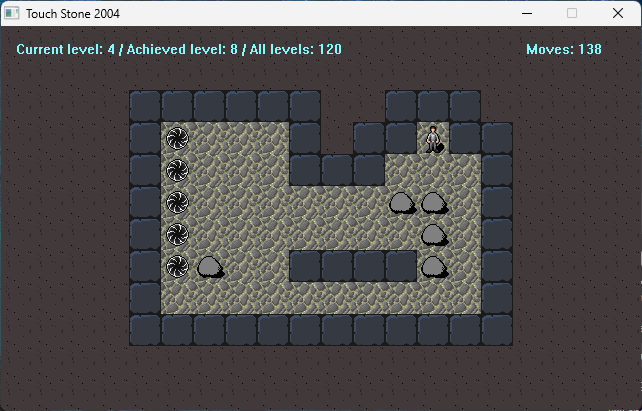 Touch Stone 2004
Current level: 4 / Achieved level: 8 / All levels: 120
Moves: 138